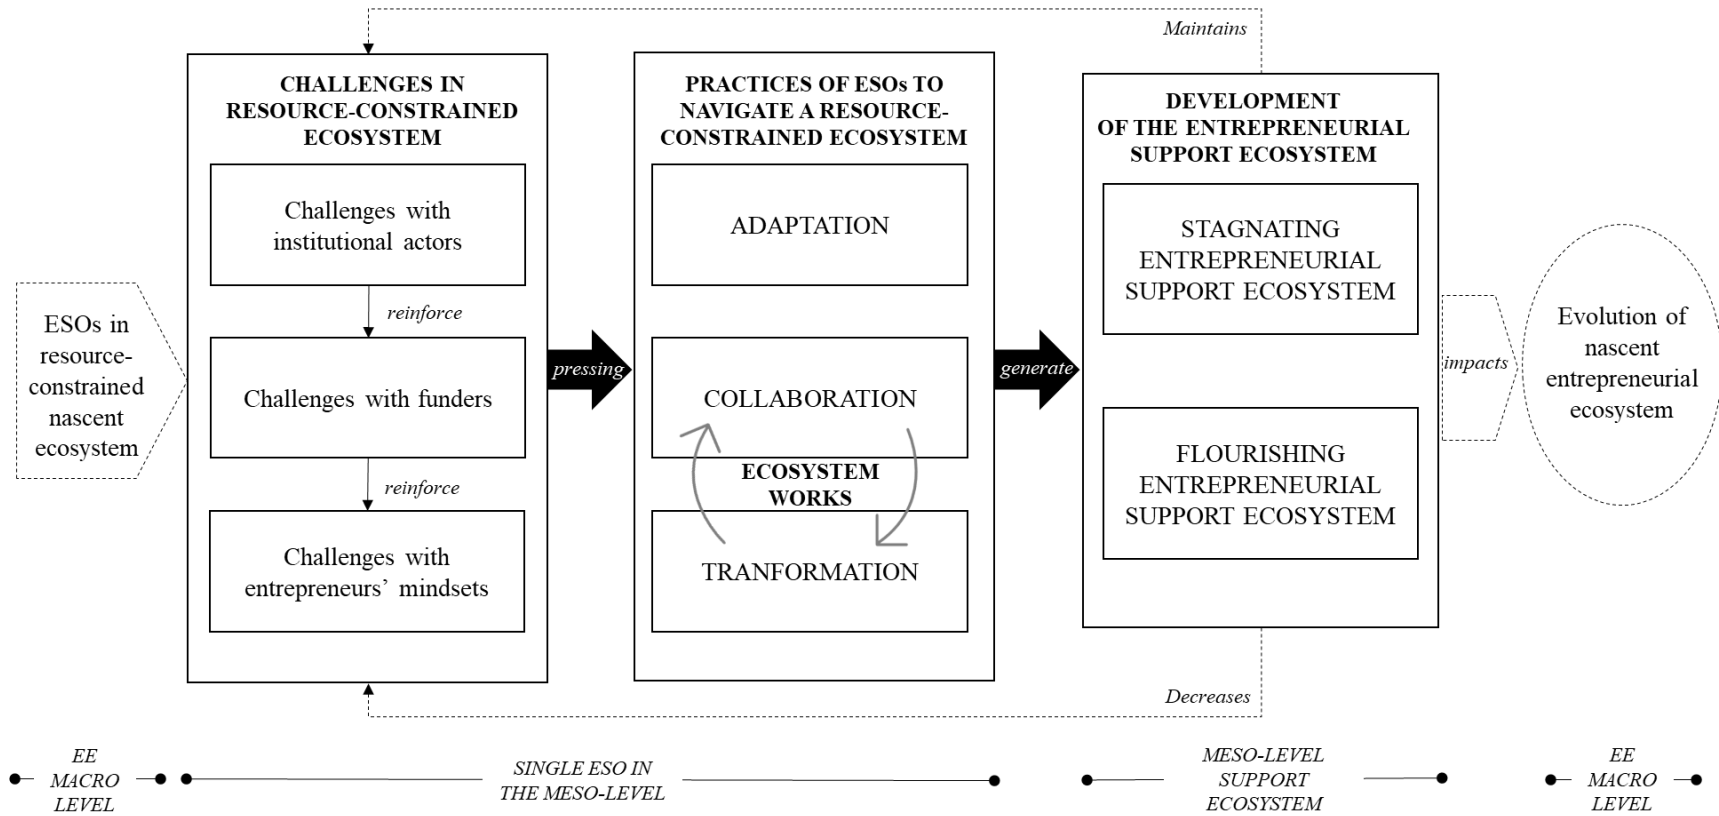 Maintains
CHALLENGES IN
RESOURCE-CONSTRAINED
ECOSYSTEM
PRACTICES OF ESOs TO
NAVIGATE A RESOURCE-
CONSTRAINED ECOSYSTEM
DEVELOPMENT
OF THE ENTREPRENEURIAL
SUPPORT ECOSYSTEM
ESOs in
resource-
constrained
nascent
ecosystem
Challenges with
institutional actors
reinforce
Challenges with funders
reinforce
Challenges with
entrepreneurs’ mindsets
pressing
ADAPTATION
COLLABORATION
ECOSYSTEM
WORKS
TRANFORMATION
generate
STAGNATING
ENTREPRENEURIAL
SUPPORT ECOSYSTEM
FLOURISHING
ENTREPRENEURIAL
SUPPORT ECOSYSTEM
impacts
Evolution of
nascent
entrepreneurial
ecosystem
Decreases
EE
MACRO
LEVEL
SINGLE ESO IN
THE MESO-LEVEL
MESO-LEVEL
SUPPORT
ECOSYSTEM
EE
MACRO
LEVEL